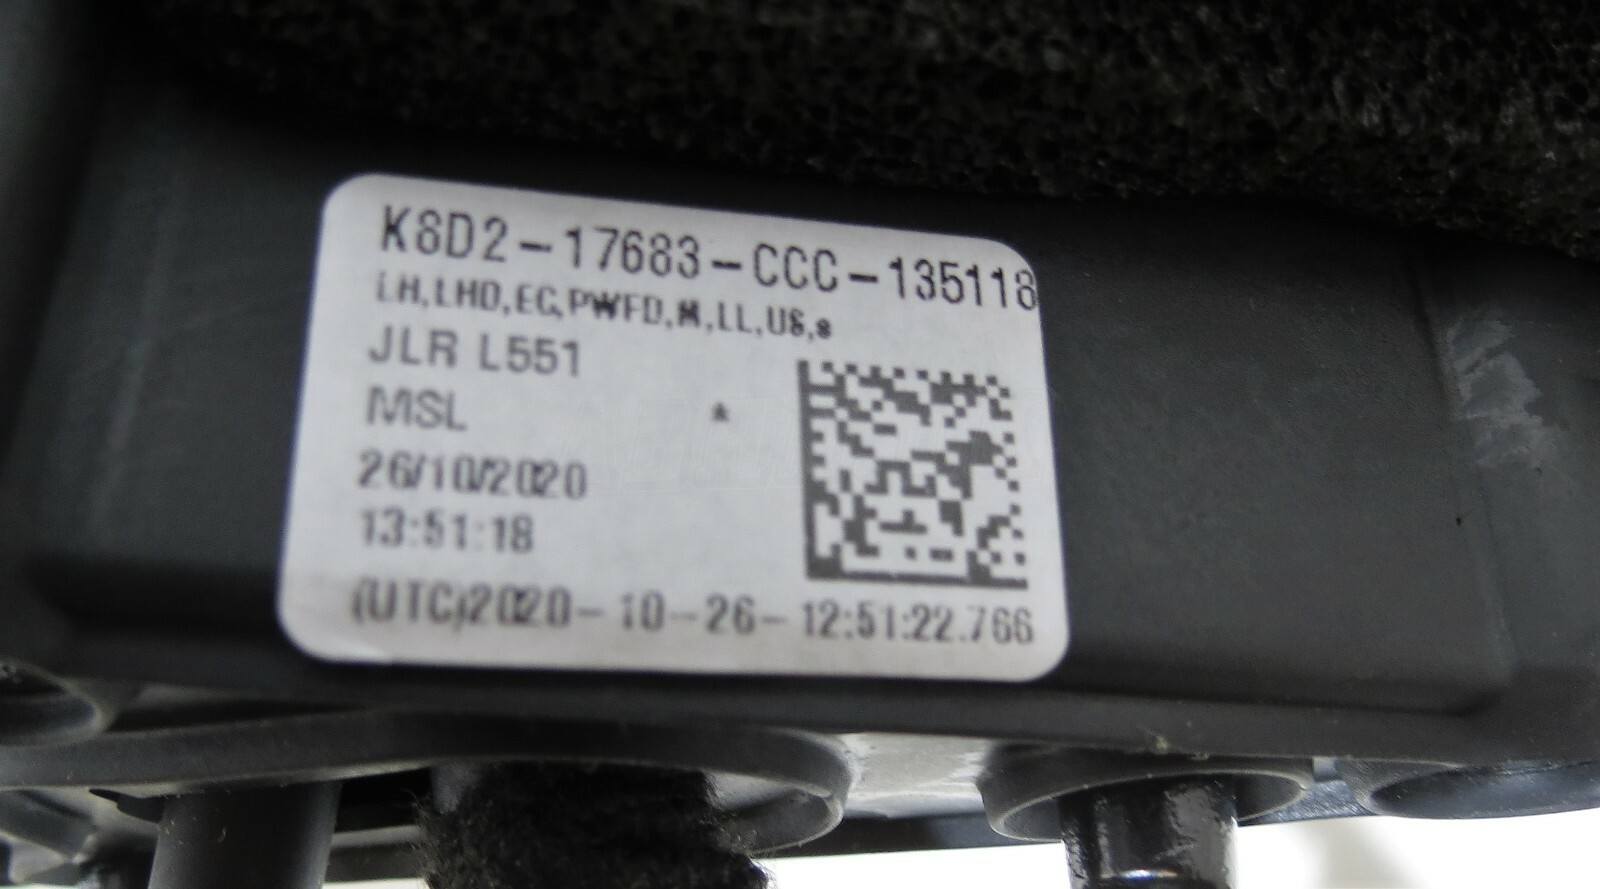 K8D2-17683-CCC-135118
LH,LHD,EC,PWFD,M,LL,US,s
JLR L551
MSL *
26/10/2020
13:51:18
(UTC)2020-10-26-12:51:22.766